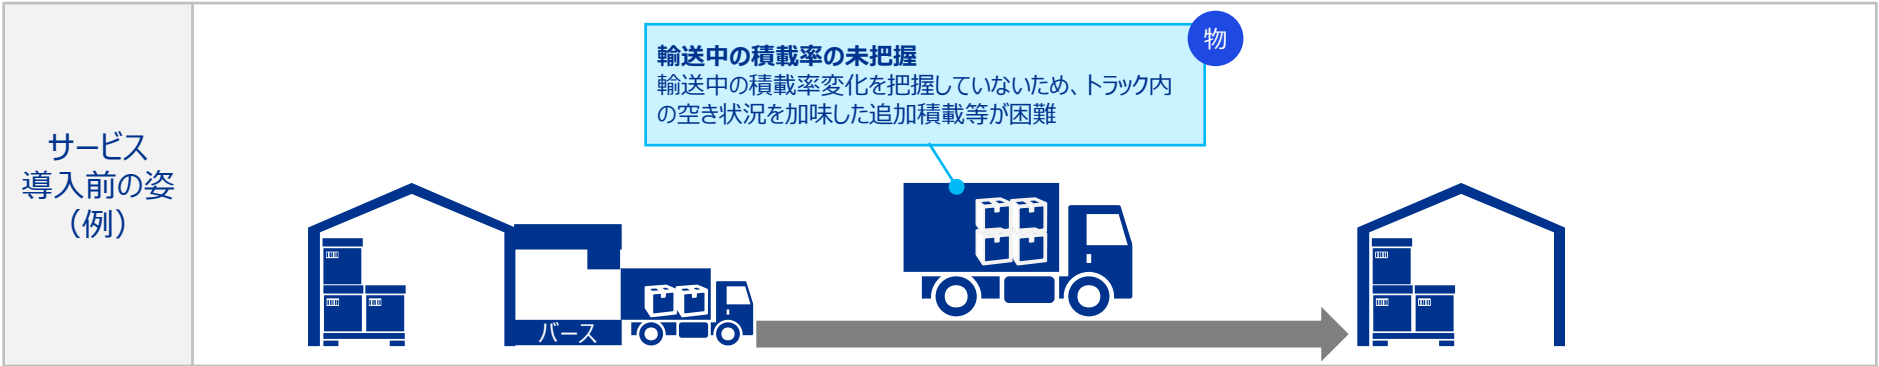 サービス
導入前の姿
（例）
物
輸送中の積載率の未把握
輸送中の積載率変化を把握していないため、トラック内
の空き状況を加味した追加積載等が困難
バース